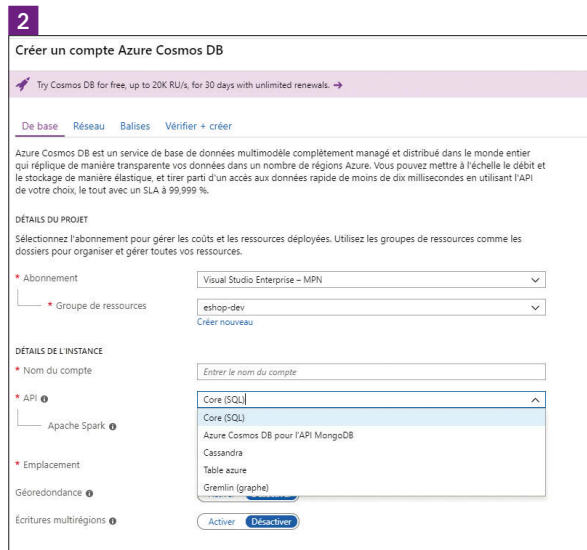 2
Créer un compte Azure Cosmos DB
Try Cosmos DB for free, up to 20K RU/s, for 30 days with unlimited renewals. →
De base Réseau Balises Vérifier + créer
Azure Cosmos DB est un service de base de données multimodèle complètement managé et distribué dans le monde entier
qui réplique de manière transparente vos données dans un nombre de régions Azure. Vous pouvez mettre à l'échelle le débit et
le stockage de manière élastique, et tirer parti d'un accès aux données rapide de moins de dix millisecondes en utilisant l'API
de votre choix, le tout avec un SLA à 99,999 %.
DÉTAILS DU PROJET
Sélectionnez l'abonnement pour gérer les coûts et les ressources déployées. Utilisez les groupes de ressources comme les
dossiers pour organiser et gérer toutes vos ressources.
* Abonnement Visual Studio Enterprise – MPN
* Groupe de ressources eshop-dev
Créer nouveau
DÉTAILS DE L'INSTANCE
* Nom du compte Entrer le nom du compte
* API Core (SQL)
Core (SQL)
Apache Spark
Azure Cosmos DB pour l'API MongoDB
Cassandra
* Emplacement Table azure
Gremlin (graphe)
Géoredondance Activer Désactiver
Écritures multirégions Activer Désactiver